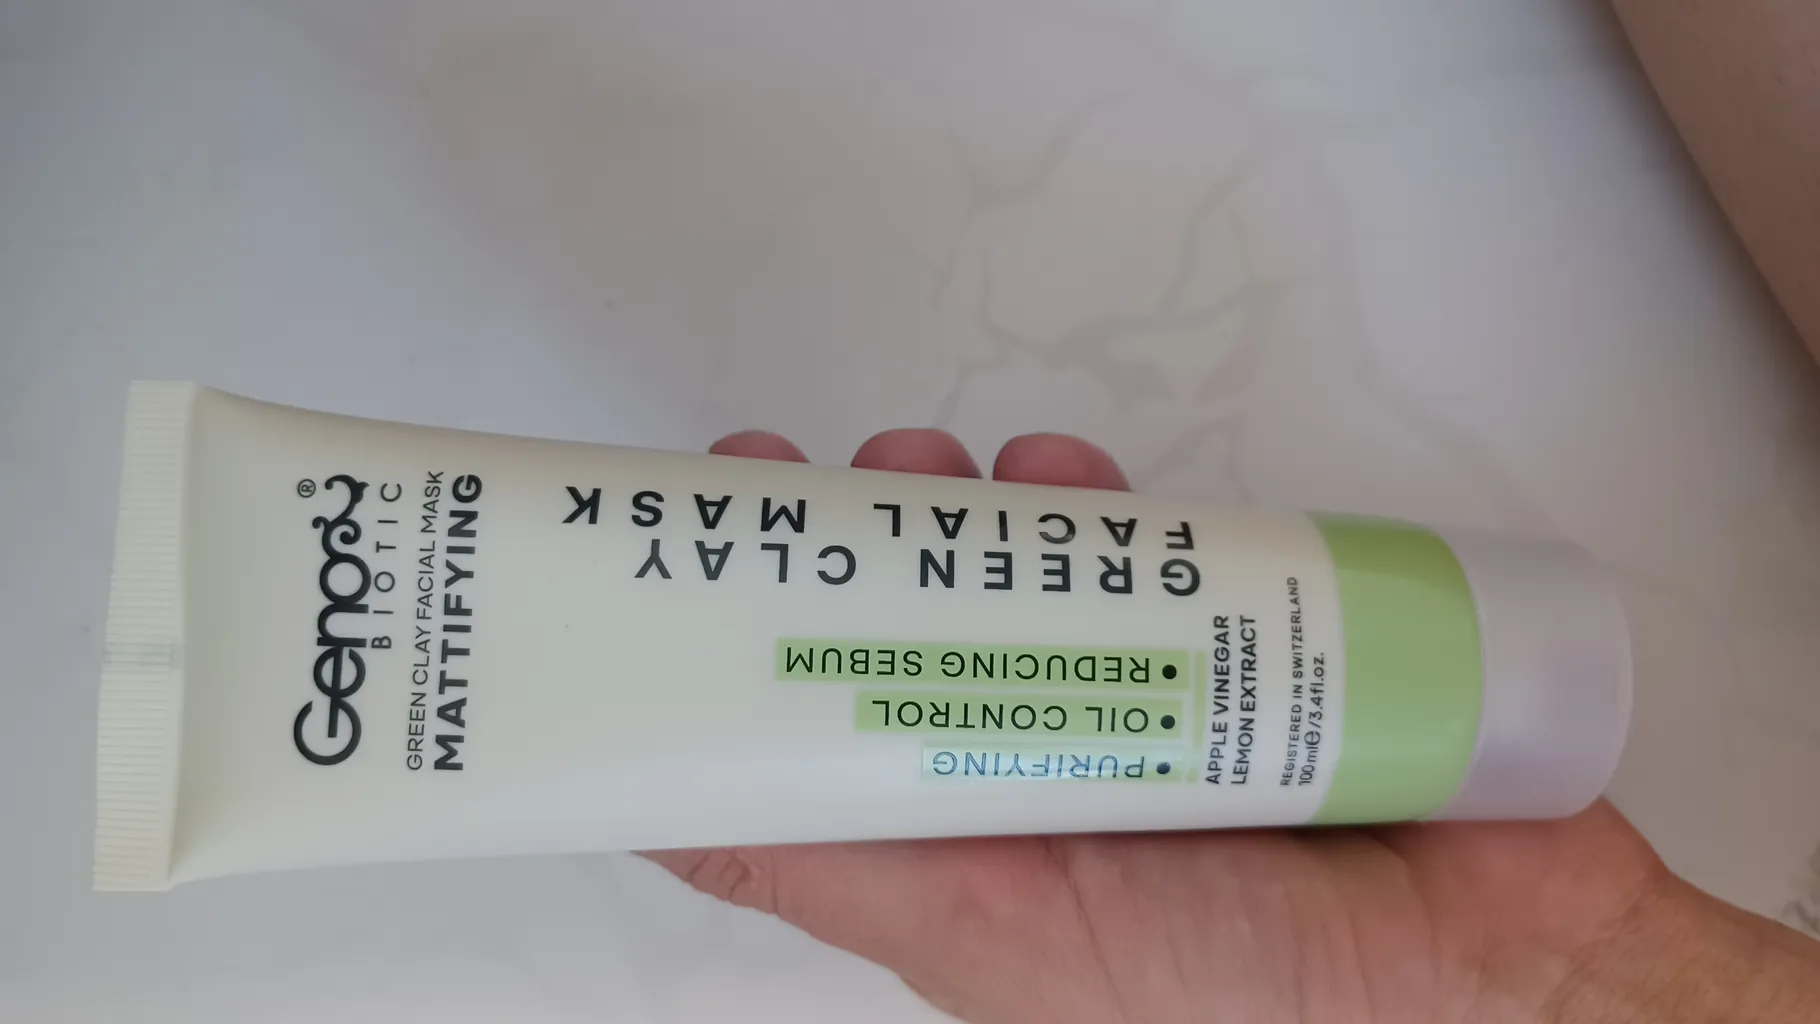 Genosy®
BIOTIC
GREEN CLAY FACIAL MASK
MATTIFYING
GREEN CLAY
FACIAL MASK
• PURIFYING
• OIL CONTROL
• REDUCING SEBUM
APPLE VINEGAR
LEMON EXTRACT
REGISTERED IN SWITZERLAND
100ml℮/3.4fl.oz.